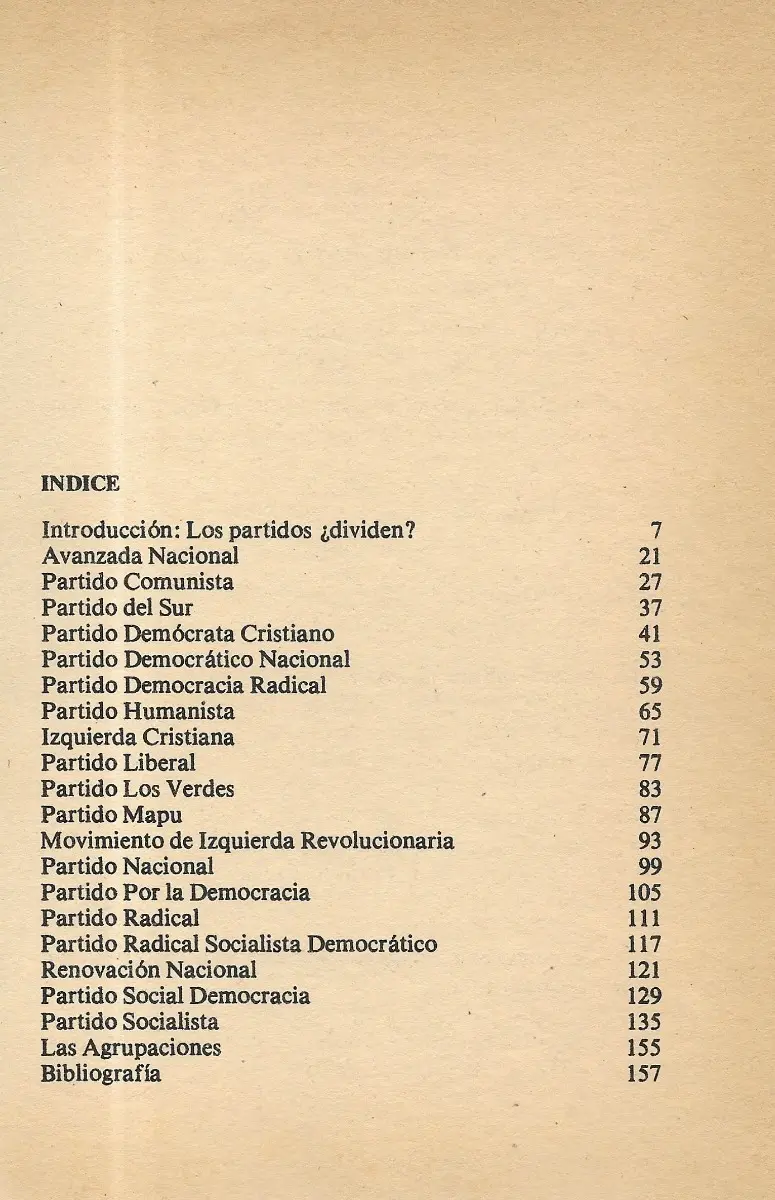 INDICE
Introducción: Los partidos ¿dividen? 7
Avanzada Nacional 21
Partido Comunista 27
Partido del Sur 37
Partido Demócrata Cristiano 41
Partido Democrático Nacional 53
Partido Democracia Radical 59
Partido Humanista 65
Izquierda Cristiana 71
Partido Liberal 77
Partido Los Verdes 83
Partido Mapu 87
Movimiento de Izquierda Revolucionaria 93
Partido Nacional 99
Partido Por la Democracia 105
Partido Radical 111
Partido Radical Socialista Democrático 117
Renovación Nacional 121
Partido Social Democracia 129
Partido Socialista 135
Las Agrupaciones 155
Bibliografía 157